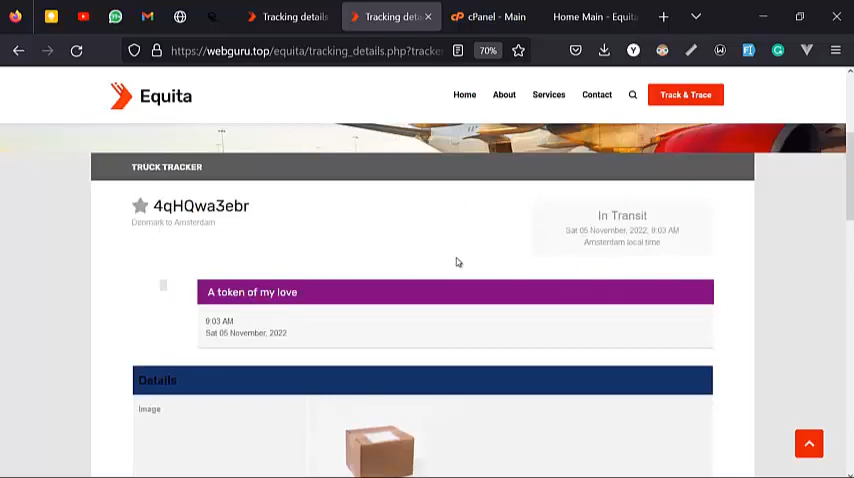 Tracking details
Tracking deta
cPanel - Main
Home Main - Equita
https://webguru.top/equita/tracking_details.php?tracke
70%
Equita
Home
About
Services
Contact
Track & Trace
TRUCK TRACKER
4qHQwa3ebr
Denmark to Amsterdam
In Transit
Sat 05 November, 2022, 9:03 AM
Amsterdam local time
A token of my love
9:03 AM
Sat 05 November, 2022
Details
Image